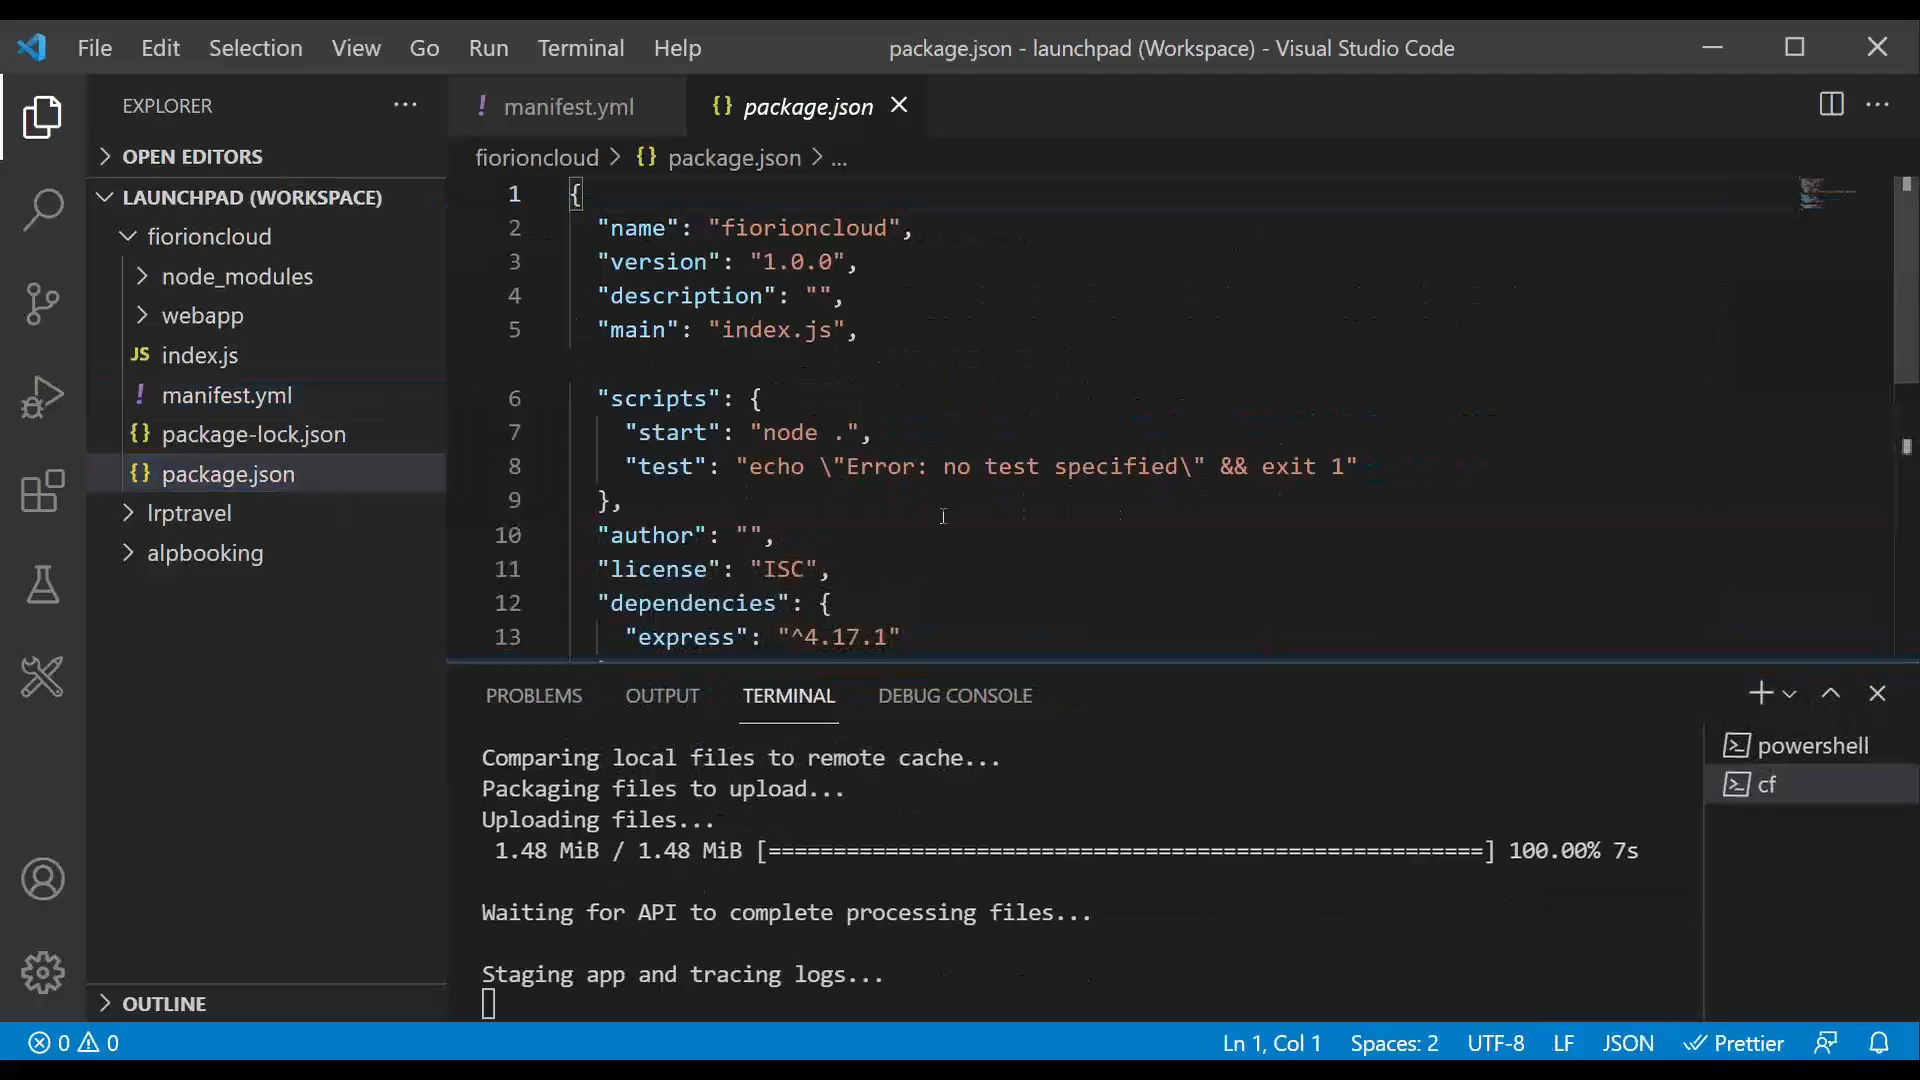 File Edit Selection View Go Run Terminal Help package.json - launchpad (Workspace) - Visual Studio Code
EXPLORER ...
OPEN EDITORS
LAUNCHPAD (WORKSPACE)
fiorioncloud
node_modules
webapp
JS index.js
! manifest.yml
{} package-lock.json
{} package.json
lrptravel
alpbooking
OUTLINE
! manifest.yml {} package.json
fiorioncloud > {} package.json > ...
1 {
2 "name": "fiorioncloud",
3 "version": "1.0.0",
4 "description": "",
5 "main": "index.js",
6 "scripts": {
7 "start": "node .",
8 "test": "echo \"Error: no test specified\" && exit 1"
9 },
10 "author": "",
11 "license": "ISC",
12 "dependencies": {
13 "express": "^4.17.1"
PROBLEMS OUTPUT TERMINAL DEBUG CONSOLE
Comparing local files to remote cache...
Packaging files to upload...
Uploading files...
1.48 MiB / 1.48 MiB [=======================================================] 100.00% 7s
Waiting for API to complete processing files...
Staging app and tracing logs...
powershell
cf
0 0 Ln 1, Col 1 Spaces: 2 UTF-8 LF JSON Prettier